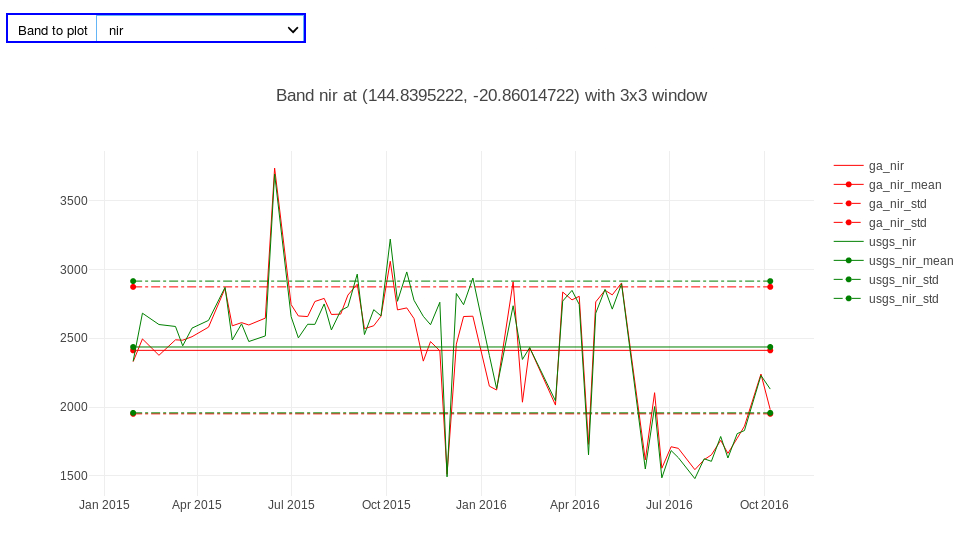 Band to plot nir
Band nir at (144.8395222, -20.86014722) with 3x3 window
3500
3000
2500
2000
1500
Jan 2015 Apr 2015 Jul 2015 Oct 2015 Jan 2016 Apr 2016 Jul 2016 Oct 2016
ga_nir
ga_nir_mean
ga_nir_std
ga_nir_std
usgs_nir
usgs_nir_mean
usgs_nir_std
usgs_nir_std